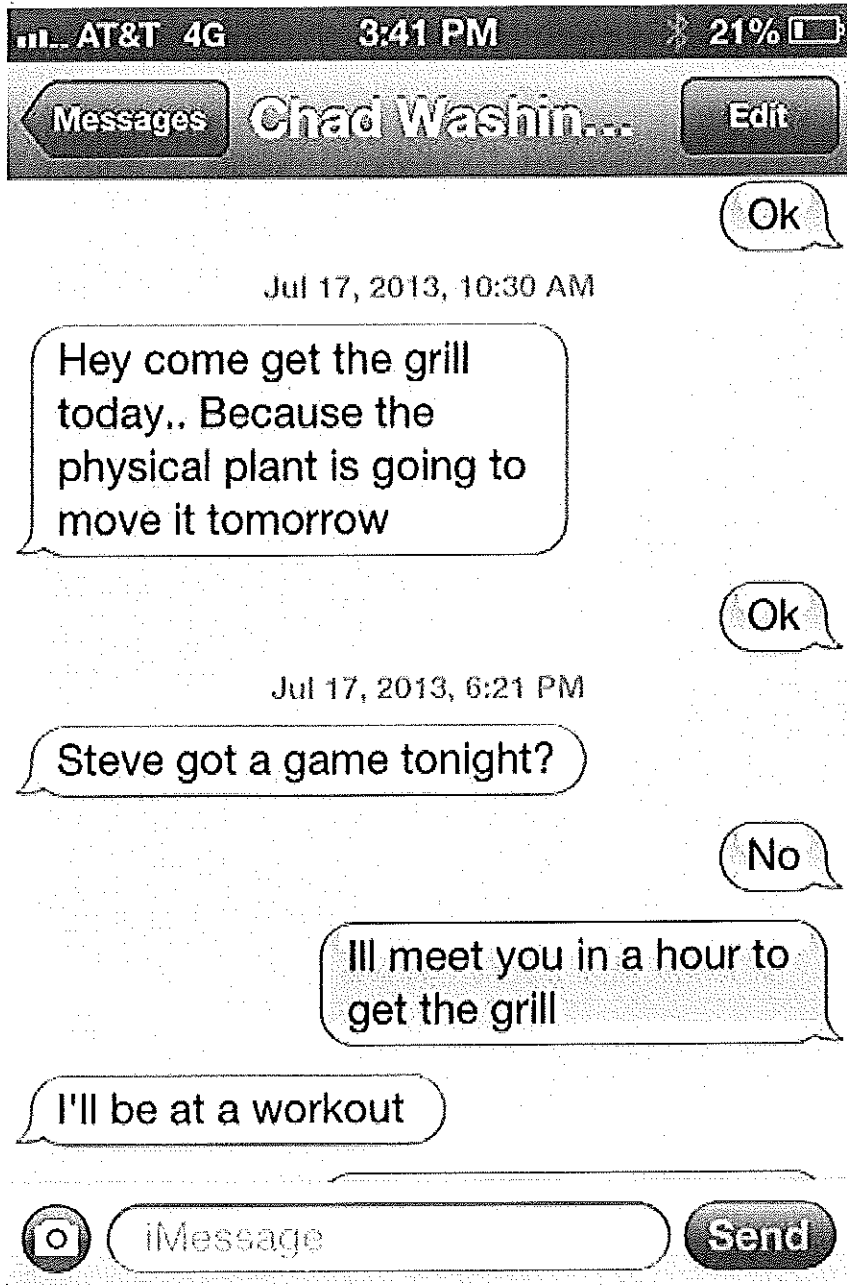 AT&T 4G 3:41 PM 21%
Messages Chad Washin... Edit
Ok
Jul 17, 2013, 10:30 AM
Hey come get the grill
today.. Because the
physical plant is going to
move it tomorrow
Ok
Jul 17, 2013, 6:21 PM
Steve got a game tonight?
No
Ill meet you in a hour to
get the grill
I'll be at a workout
iMessage Send